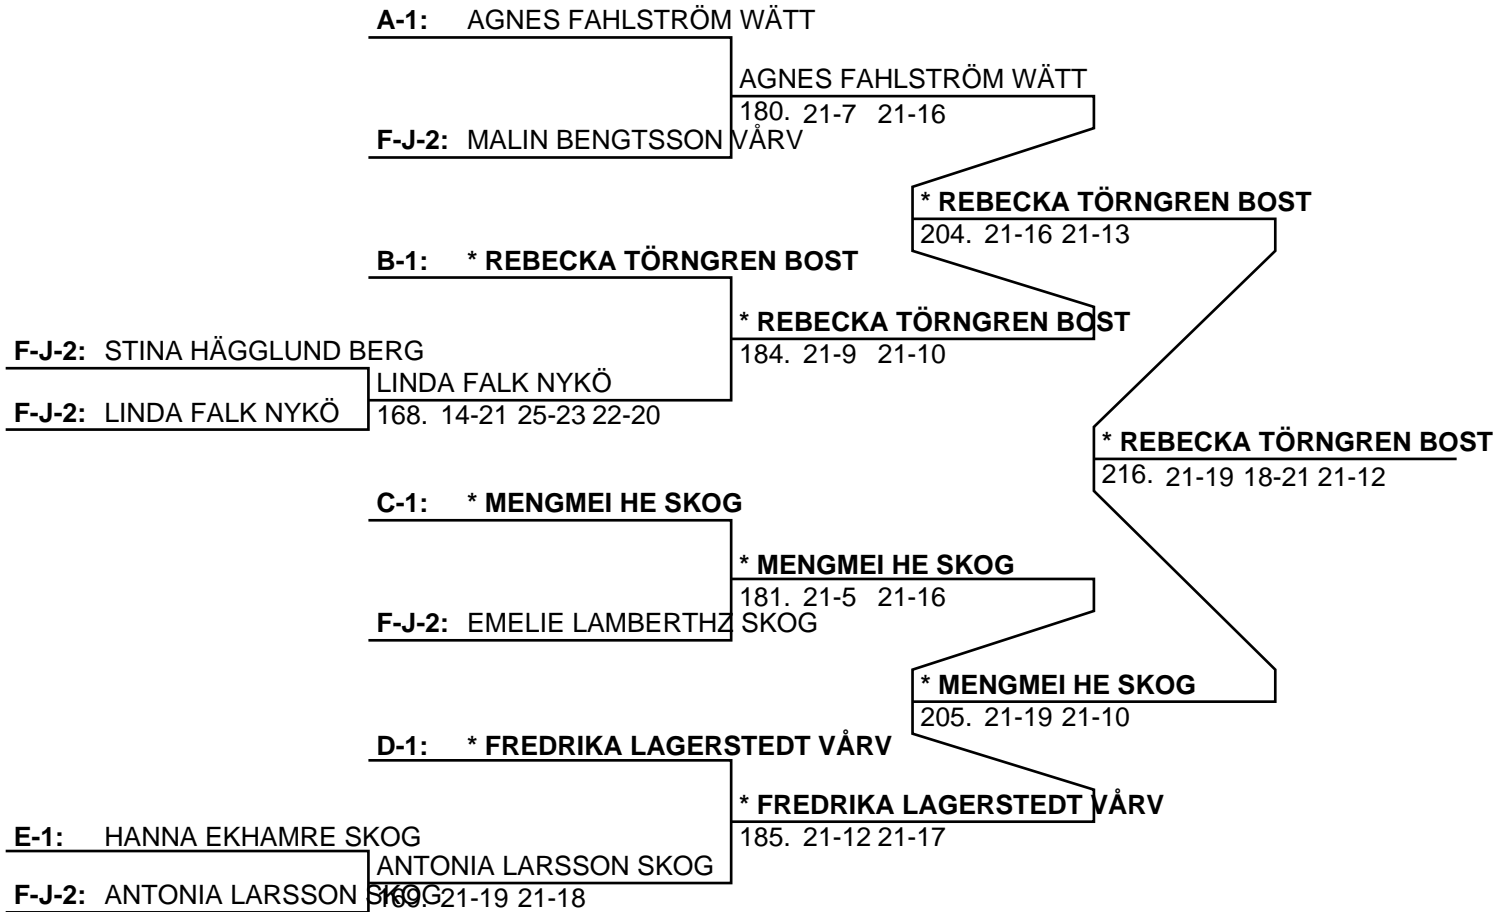 A-1: AGNES FAHLSTRÖM WÄTT
AGNES FAHLSTRÖM WÄTT
180. 21-7 21-16
F-J-2: MALIN BENGTSSON VÅRV
* REBECKA TÖRNGREN BOST
204. 21-16 21-13
B-1: * REBECKA TÖRNGREN BOST
* REBECKA TÖRNGREN BOST
184. 21-9 21-10
F-J-2: STINA HÄGGLUND BERG
LINDA FALK NYKÖ
F-J-2: LINDA FALK NYKÖ
168. 14-21 25-23 22-20
* REBECKA TÖRNGREN BOST
216. 21-19 18-21 21-12
C-1: * MENGMEI HE SKOG
* MENGMEI HE SKOG
181. 21-5 21-16
F-J-2: EMELIE LAMBERTHZ SKOG
* MENGMEI HE SKOG
205. 21-19 21-10
D-1: * FREDRIKA LAGERSTEDT VÅRV
* FREDRIKA LAGERSTEDT VÅRV
185. 21-12 21-17
E-1: HANNA EKHAMRE SKOG
ANTONIA LARSSON SKOG
F-J-2: ANTONIA LARSSON SKOG
169. 21-19 21-18